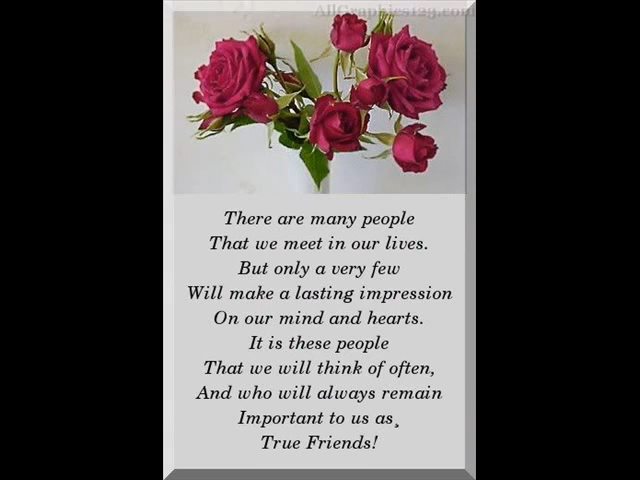 AllGraphics123.com
There are many people
That we meet in our lives.
But only a very few
Will make a lasting impression
On our mind and hearts.
It is these people
That we will think of often,
And who will always remain
Important to us as¸
True Friends!